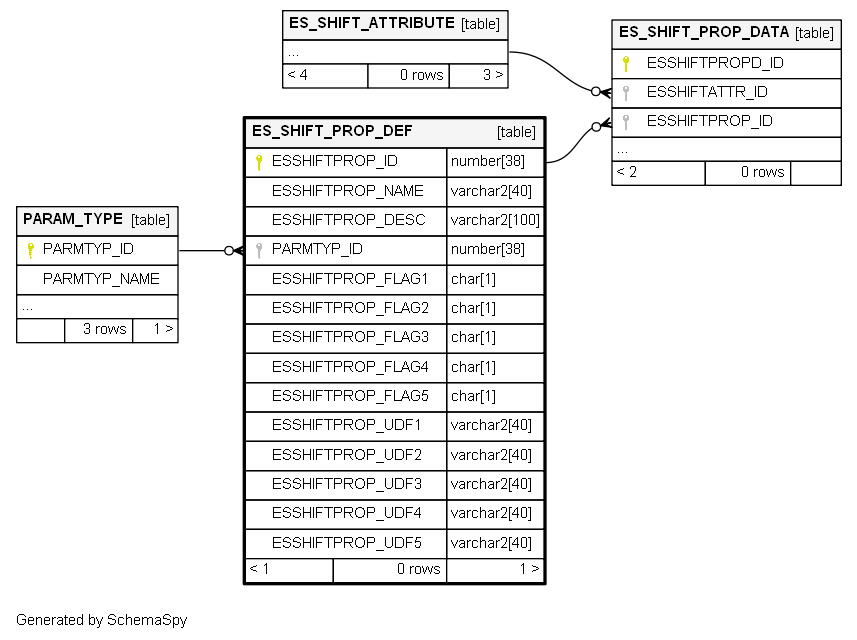 ES_SHIFT_ATTRIBUTE [table]
...
< 4 0 rows 3 >
ES_SHIFT_PROP_DATA [table]
ESSHIFTPROPD_ID
ESSHIFTATTR_ID
ESSHIFTPROP_ID
...
< 2 0 rows
ES_SHIFT_PROP_DEF [table]
ESSHIFTPROP_ID number[38]
ESSHIFTPROP_NAME varchar2[40]
ESSHIFTPROP_DESC varchar2[100]
PARMTYP_ID number[38]
ESSHIFTPROP_FLAG1 char[1]
ESSHIFTPROP_FLAG2 char[1]
ESSHIFTPROP_FLAG3 char[1]
ESSHIFTPROP_FLAG4 char[1]
ESSHIFTPROP_FLAG5 char[1]
ESSHIFTPROP_UDF1 varchar2[40]
ESSHIFTPROP_UDF2 varchar2[40]
ESSHIFTPROP_UDF3 varchar2[40]
ESSHIFTPROP_UDF4 varchar2[40]
ESSHIFTPROP_UDF5 varchar2[40]
< 1 0 rows 1 >
PARAM_TYPE [table]
PARMTYP_ID
PARMTYP_NAME
...
3 rows 1 >
Generated by SchemaSpy